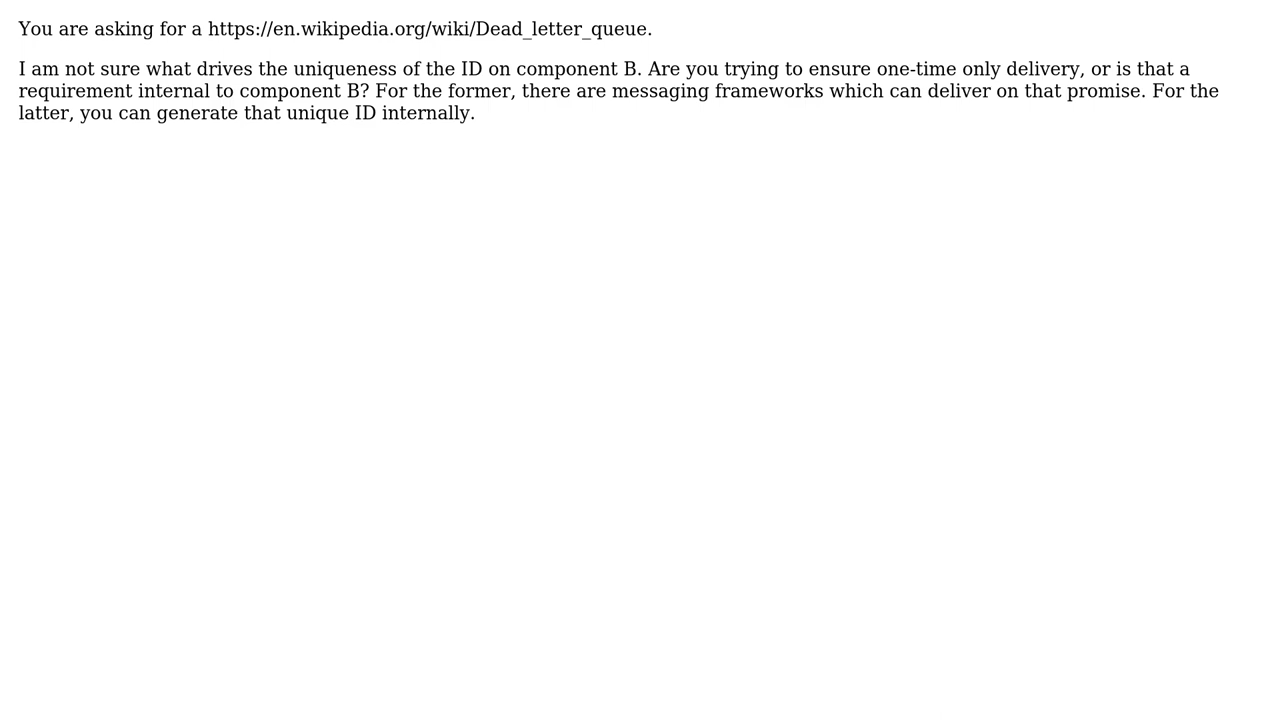 You are asking for a https://en.wikipedia.org/wiki/Dead_letter_queue.
I am not sure what drives the uniqueness of the ID on component B. Are you trying to ensure one-time only delivery, or is that a
requirement internal to component B? For the former, there are messaging frameworks which can deliver on that promise. For the
latter, you can generate that unique ID internally.